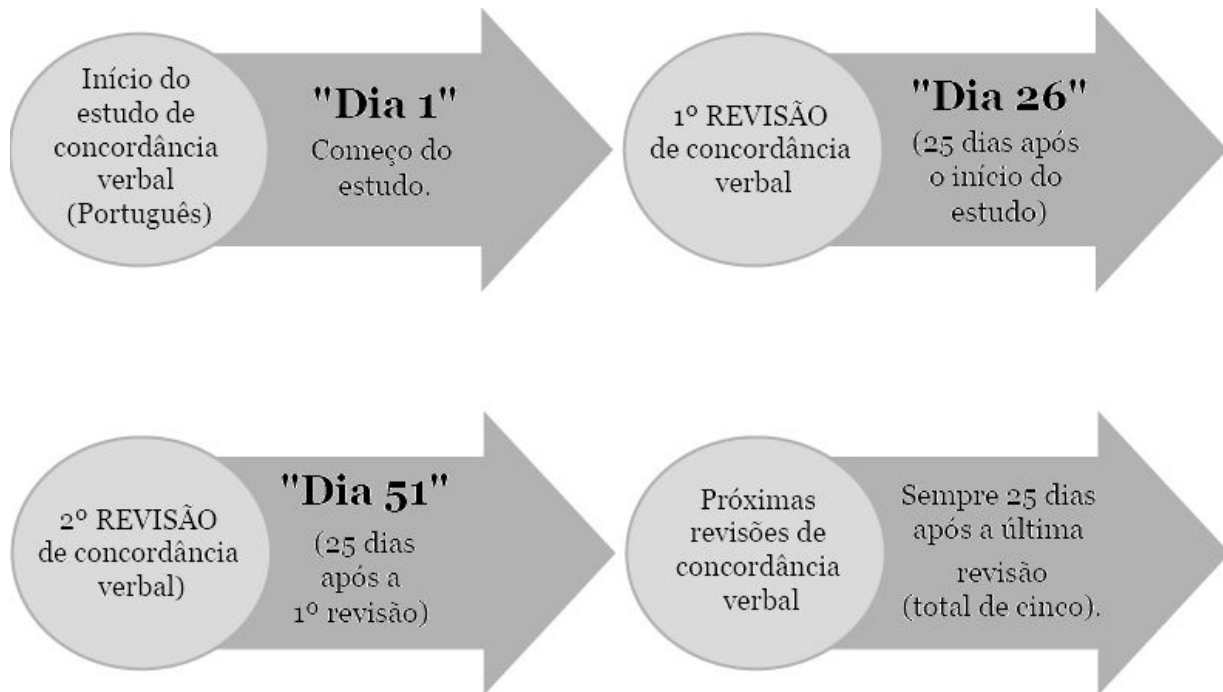 Início do
estudo de
concordância
verbal
(Português)
"Dia 1"
Começo do
estudo.
1º REVISÃO
de concordância
verbal
"Dia 26"
(25 dias após
o início do
estudo)
2º REVISÃO
de concordância
verbal)
"Dia 51"
(25 dias
após a
1º revisão)
Próximas
revisões de
concordância
verbal
Sempre 25 dias
após a última
revisão
(total de cinco).